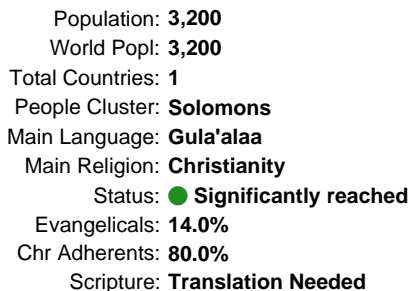 Population: 3,200
World Popl: 3,200
Total Countries: 1
People Cluster: Solomons
Main Language: Gula'alaa
Main Religion: Christianity
Status: Significantly reached
Evangelicals: 14.0%
Chr Adherents: 80.0%
Scripture: Translation Needed